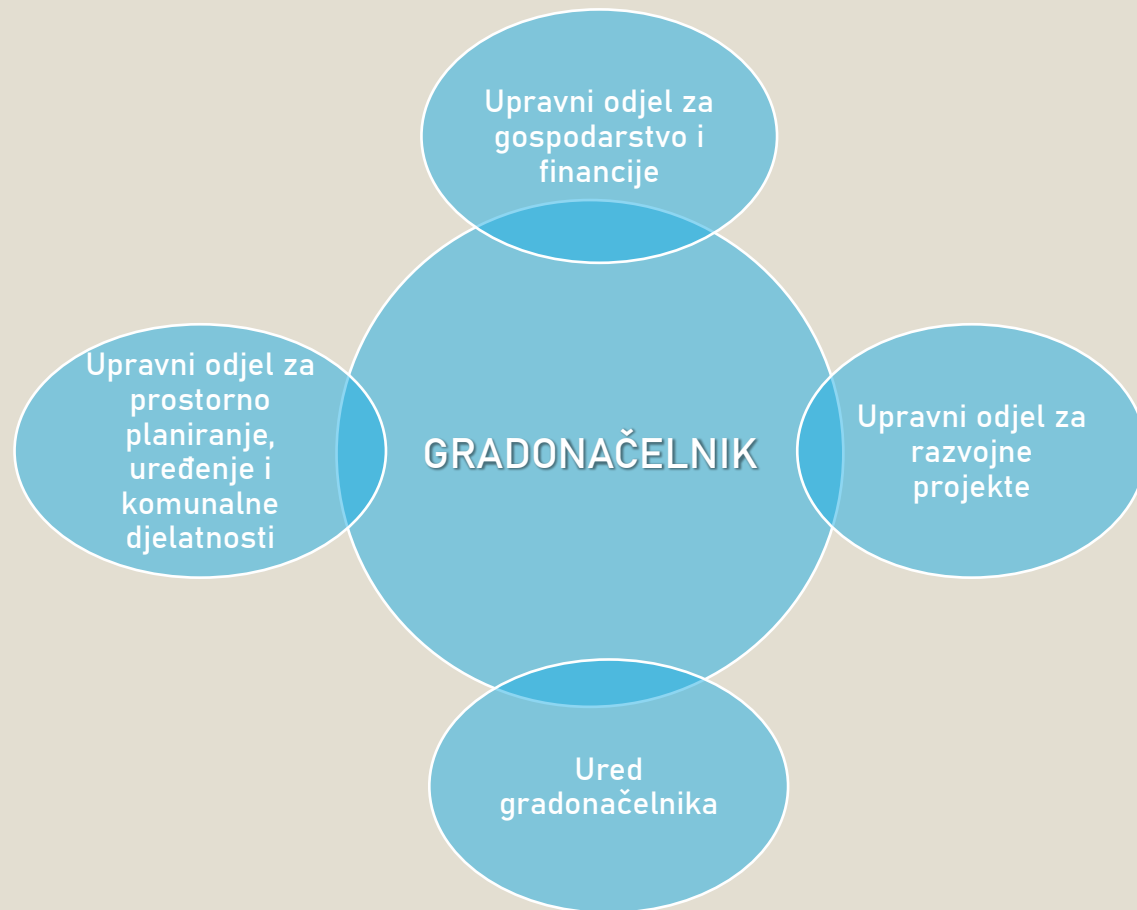 Upravni odjel za
gospodarstvo i
financije
Upravni odjel za
prostorno
planiranje,
uređenje i
komunalne
djelatnosti
GRADONAČELNIK
Upravni odjel za
razvojne
projekte
Ured
gradonačelnika